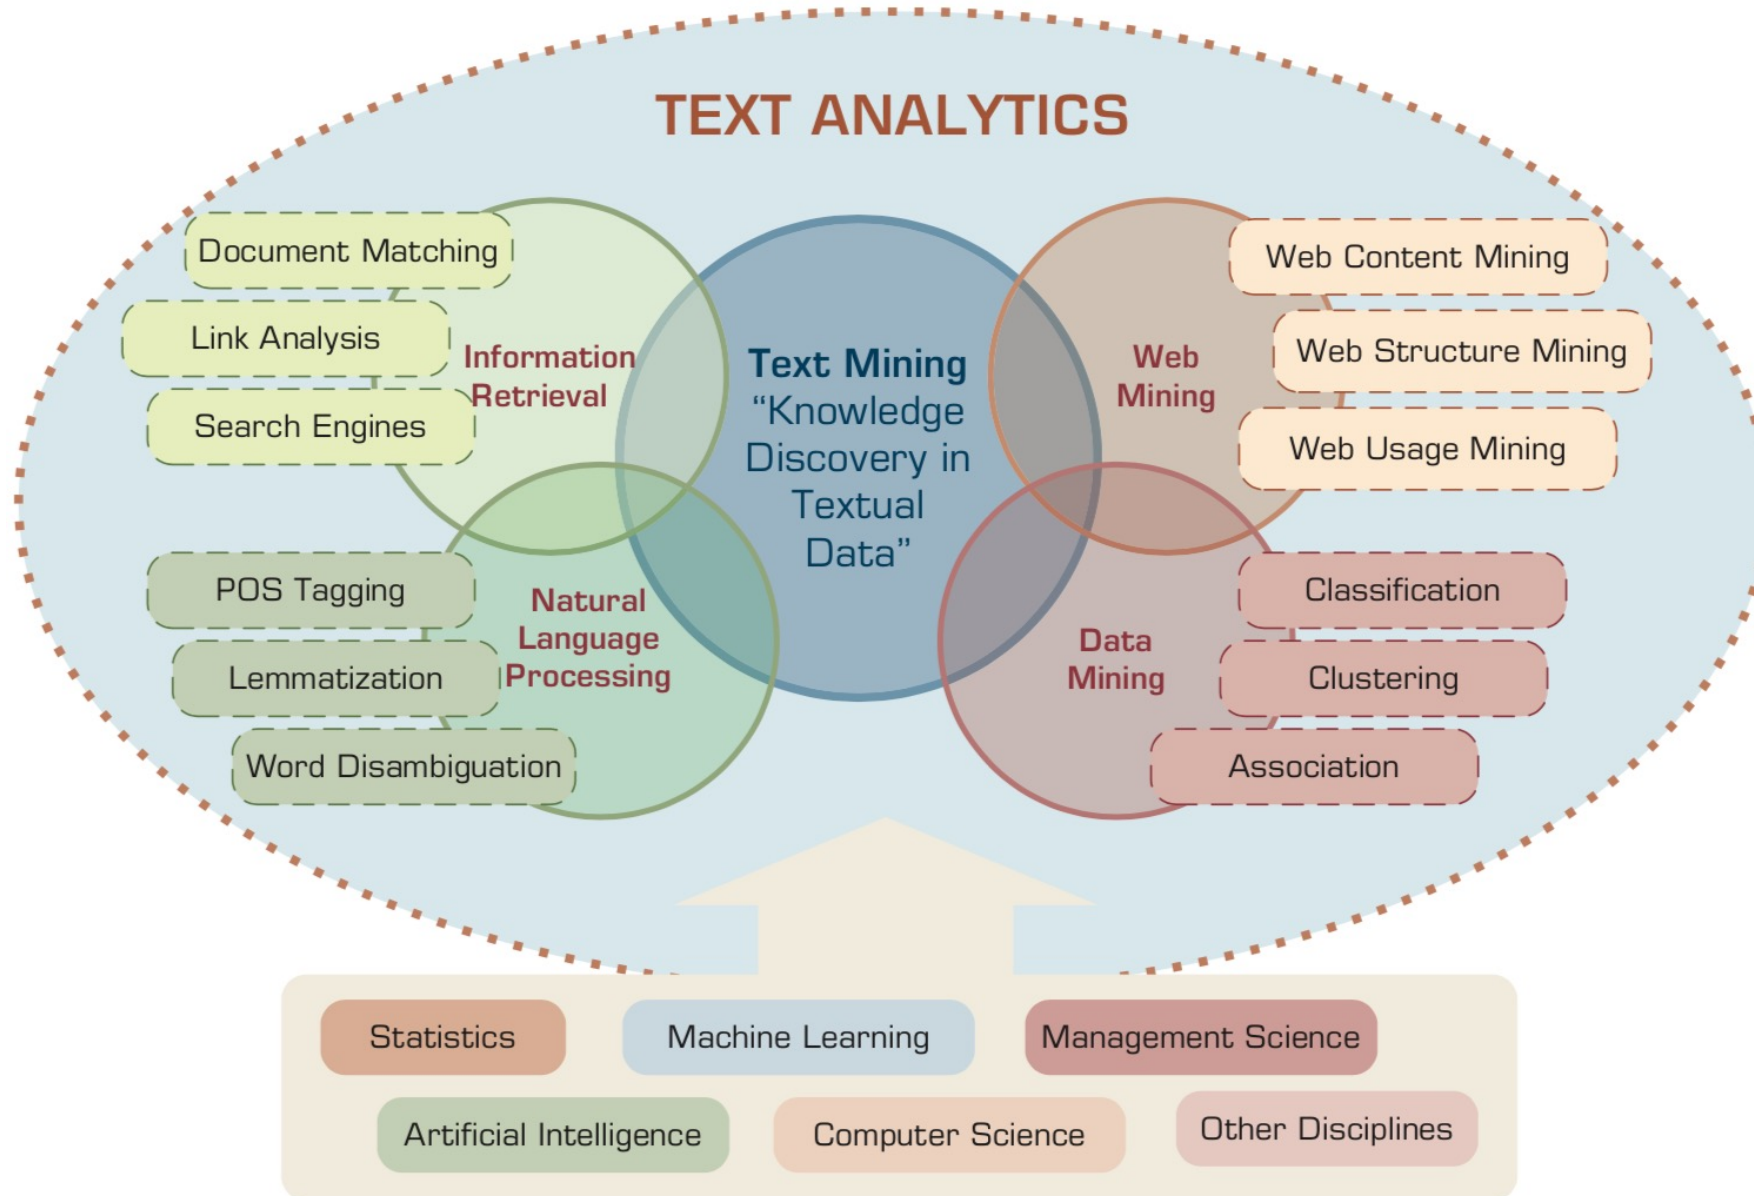 TEXT ANALYTICS
Document Matching
Link Analysis
Search Engines
Information
Retrieval
POS Tagging
Lemmatization
Word Disambiguation
Natural
Language
Processing
Text Mining
“Knowledge
Discovery in
Textual
Data”
Web
Mining
Web Content Mining
Web Structure Mining
Web Usage Mining
Data
Mining
Classification
Clustering
Association
Statistics
Machine Learning
Management Science
Artificial Intelligence
Computer Science
Other Disciplines